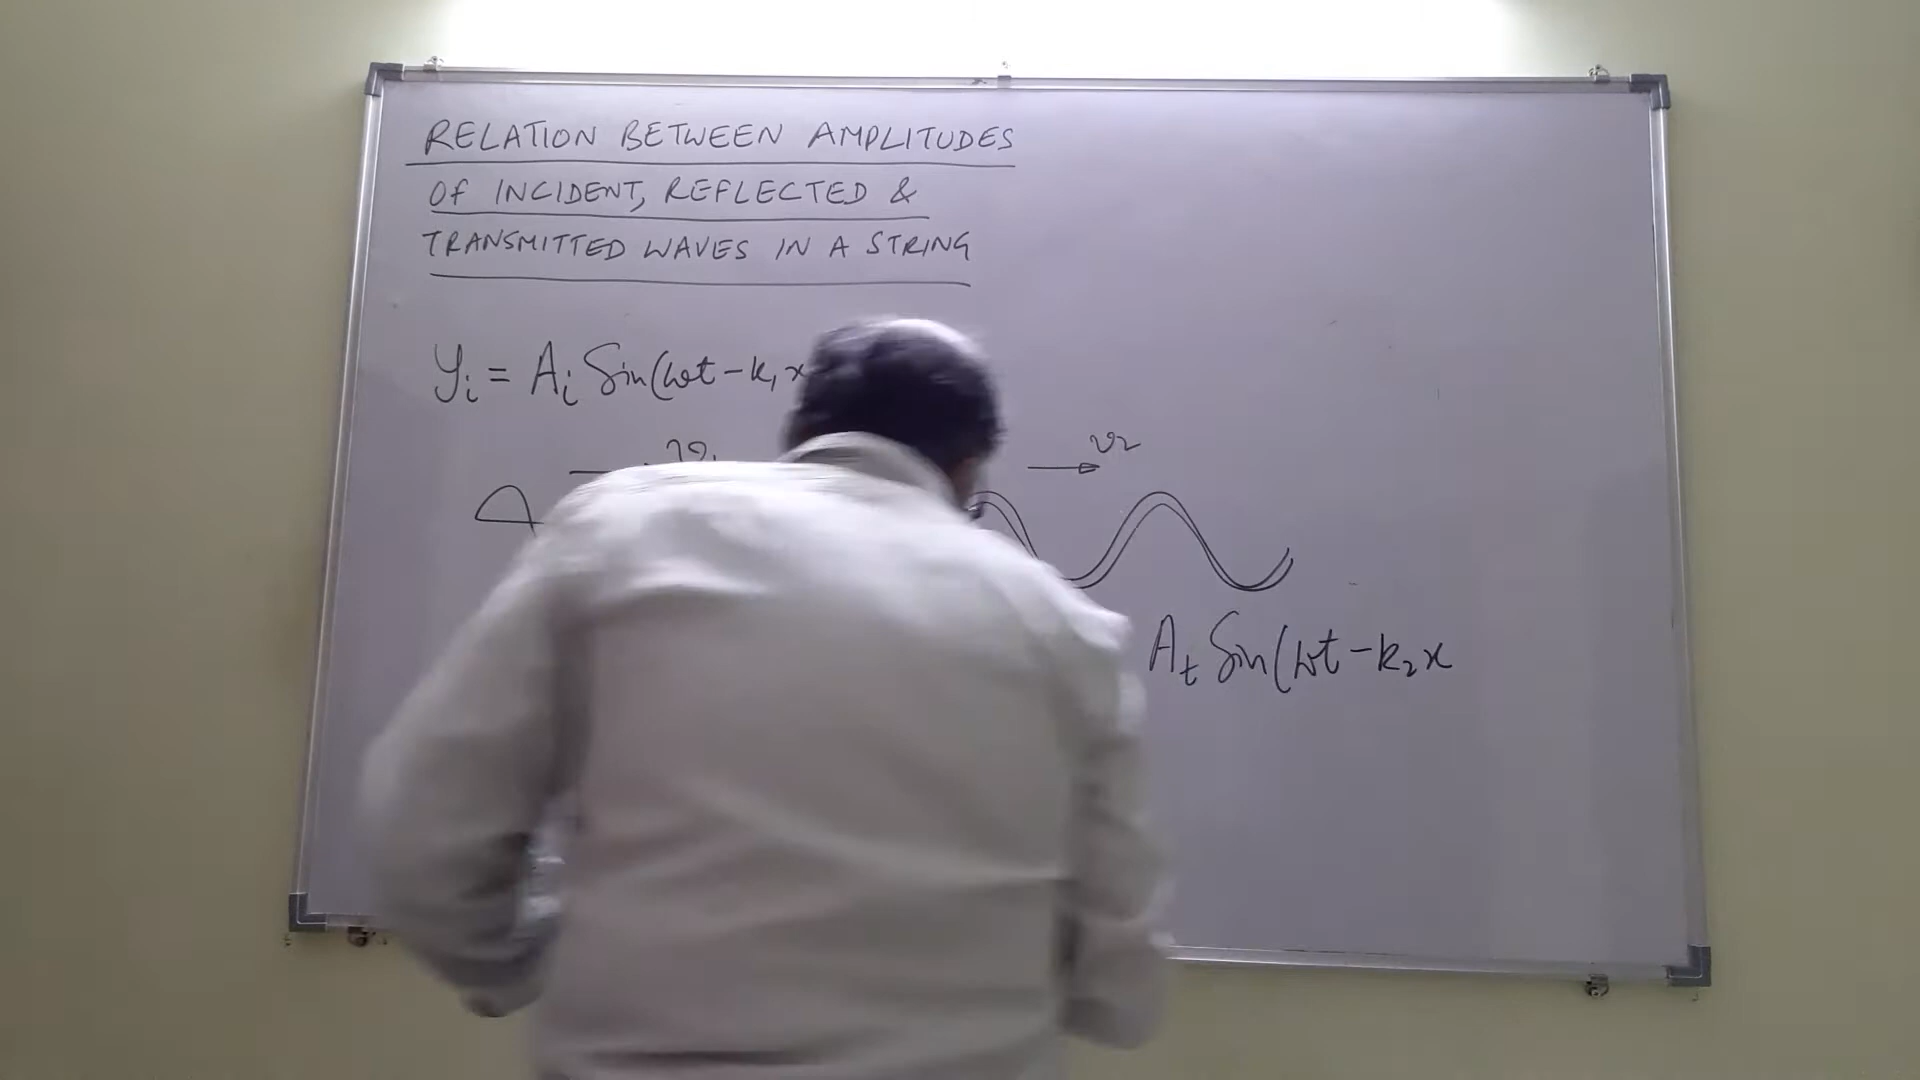 RELATION BETWEEN AMPLITUDES
OF INCIDENT, REFLECTED &
TRANSMITTED WAVES IN A STRING
yᵢ = Aᵢ Sin(ωt - k₁x
v₁
v₂
Aₜ Sin(ωt - k₂x